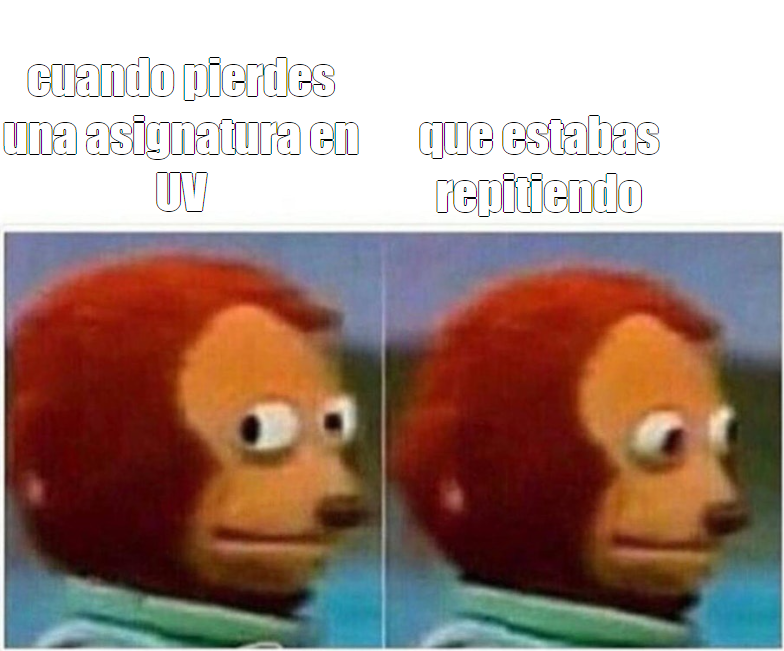 cuando pierdes
una asignatura en
UV
que estabas
repitiendo